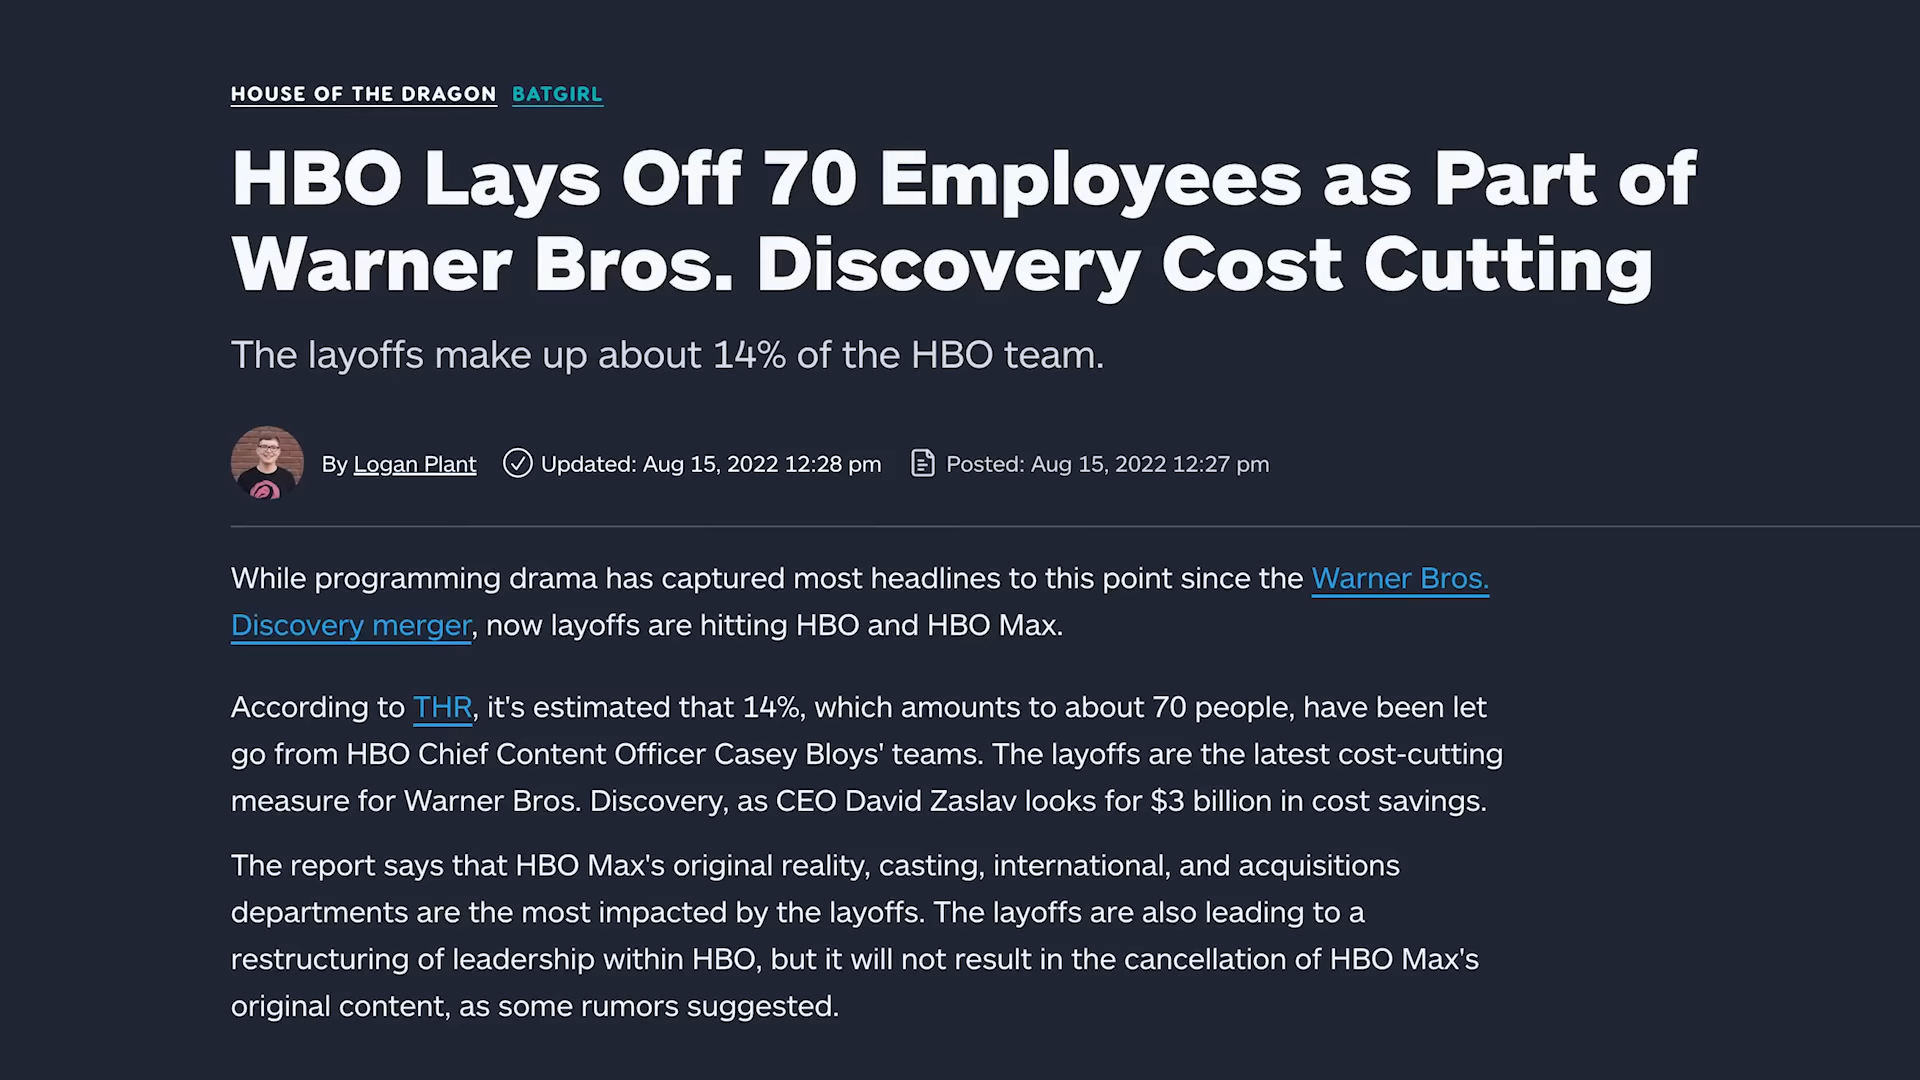 HOUSE OF THE DRAGON BATGIRL
HBO Lays Off 70 Employees as Part of
Warner Bros. Discovery Cost Cutting
The layoffs make up about 14% of the HBO team.
By Logan Plant Updated: Aug 15, 2022 12:28 pm Posted: Aug 15, 2022 12:27 pm
While programming drama has captured most headlines to this point since the Warner Bros.
Discovery merger, now layoffs are hitting HBO and HBO Max.
According to THR, it's estimated that 14%, which amounts to about 70 people, have been let
go from HBO Chief Content Officer Casey Bloys' teams. The layoffs are the latest cost-cutting
measure for Warner Bros. Discovery, as CEO David Zaslav looks for $3 billion in cost savings.
The report says that HBO Max's original reality, casting, international, and acquisitions
departments are the most impacted by the layoffs. The layoffs are also leading to a
restructuring of leadership within HBO, but it will not result in the cancellation of HBO Max's
original content, as some rumors suggested.